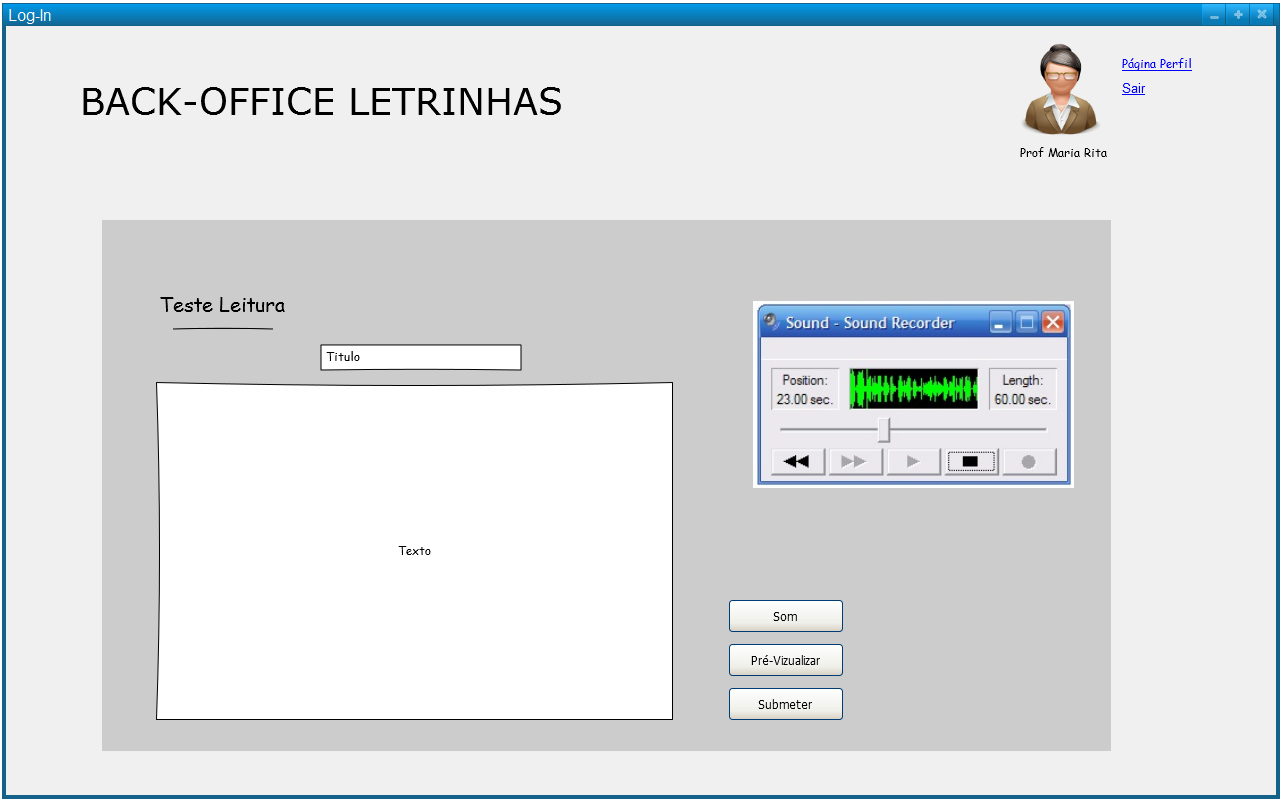 Log-In
BACK-OFFICE LETRINHAS
Página Perfil
Sair
Prof Maria Rita
Teste Leitura
Titulo
Texto
Sound - Sound Recorder
Position:
23.00 sec.
Length:
60.00 sec.
Som
Pré-Vizualizar
Submeter